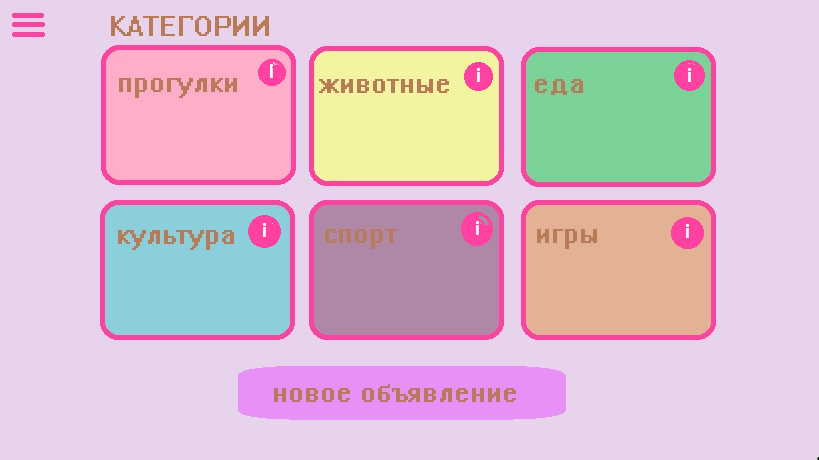 КАТЕГОРИИ
прогулки i
животные i
еда i
культура i
спорт i
игры i
новое объявление